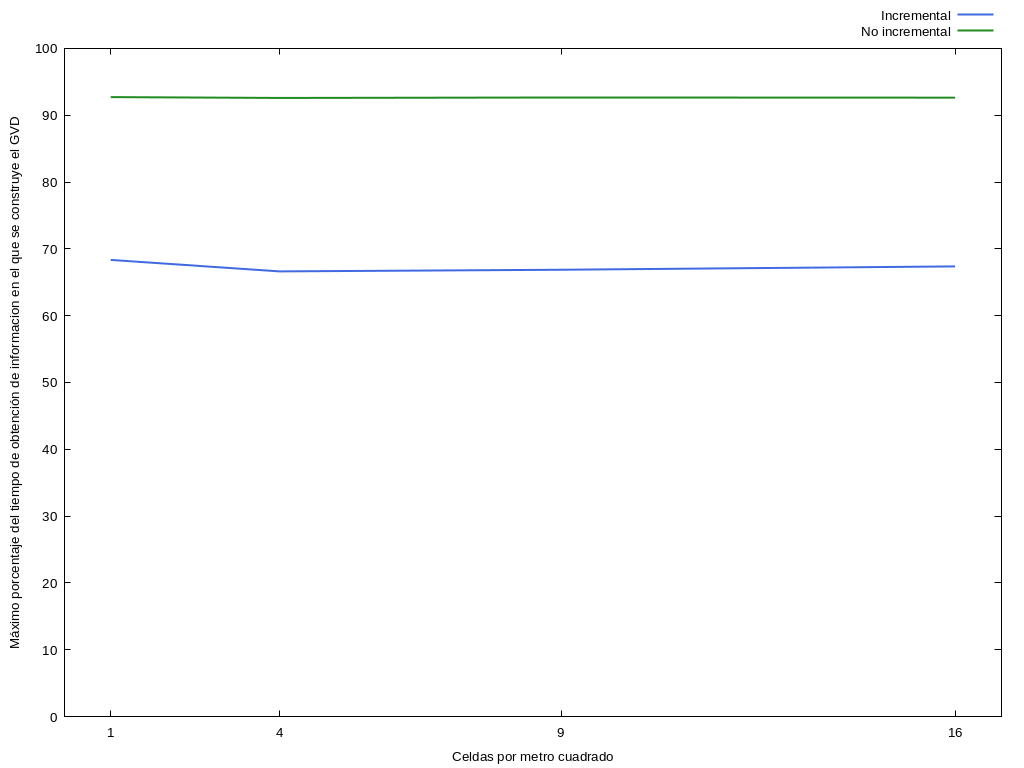 Incremental
No incremental
100
90
80
70
60
50
40
30
20
10
0
Máximo porcentaje del tiempo de obtención de informacion en el que se construye el GVD
1 4 9 16
Celdas por metro cuadrado